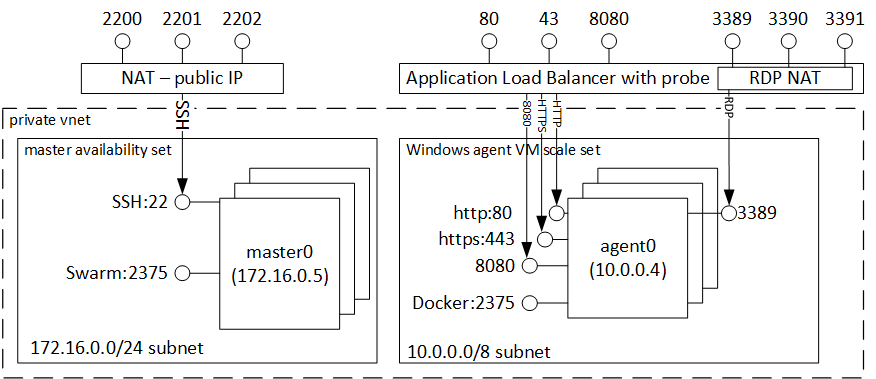 2200 2201 2202
80 43 8080 3389 3390 3391
NAT – public IP
Application Load Balancer with probe
RDP NAT
SSH
8080
HTTPS
HTTP
RDP
private vnet
master availability set
SSH:22
Swarm:2375
master0
(172.16.0.5)
172.16.0.0/24 subnet
Windows agent VM scale set
http:80
https:443
8080
Docker:2375
agent0
(10.0.0.4)
3389
10.0.0.0/8 subnet